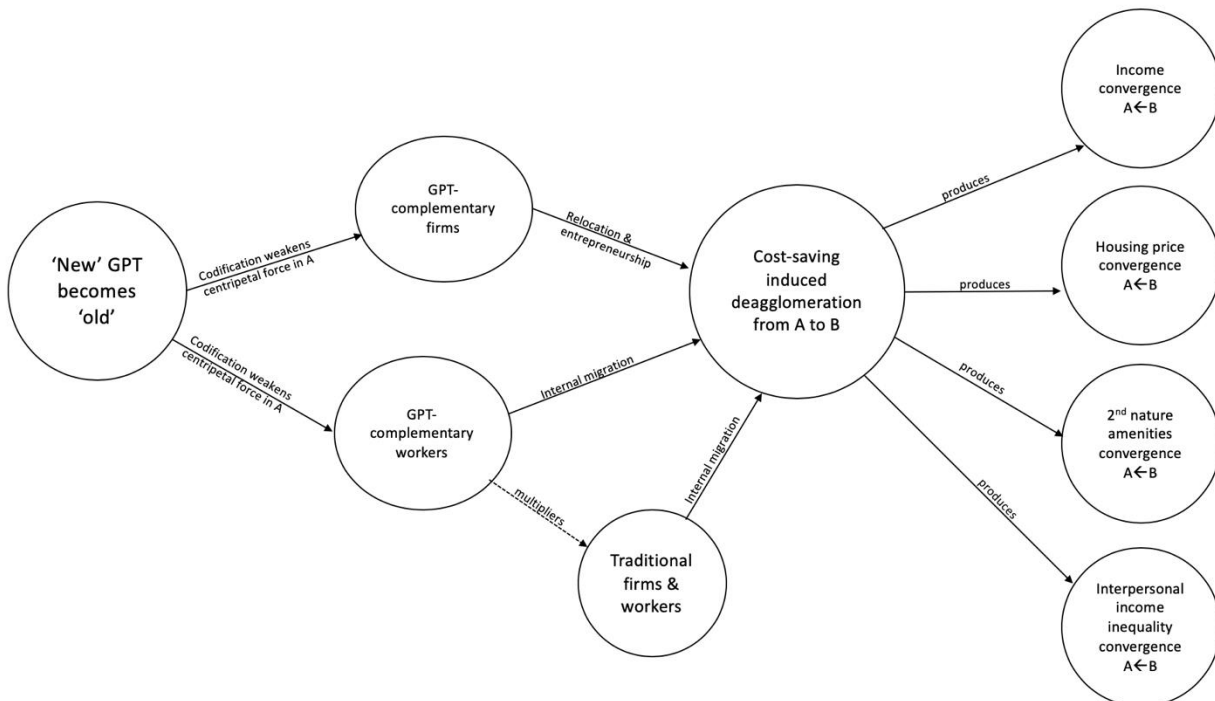 'New' GPT
becomes
'old'
Codification weakens
centripetal force in A
Codification weakens
centripetal force in A
GPT-
complementary
firms
GPT-
complementary
workers
Relocation &
entrepreneurship
Internal migration
multipliers
Traditional
firms &
workers
Internal migration
Cost-saving
induced
deagglomeration
from A to B
produces
produces
produces
produces
Income
convergence
A←B
Housing price
convergence
A←B
2nd nature
amenities
convergence
A←B
Interpersonal
income
inequality
convergence
A←B